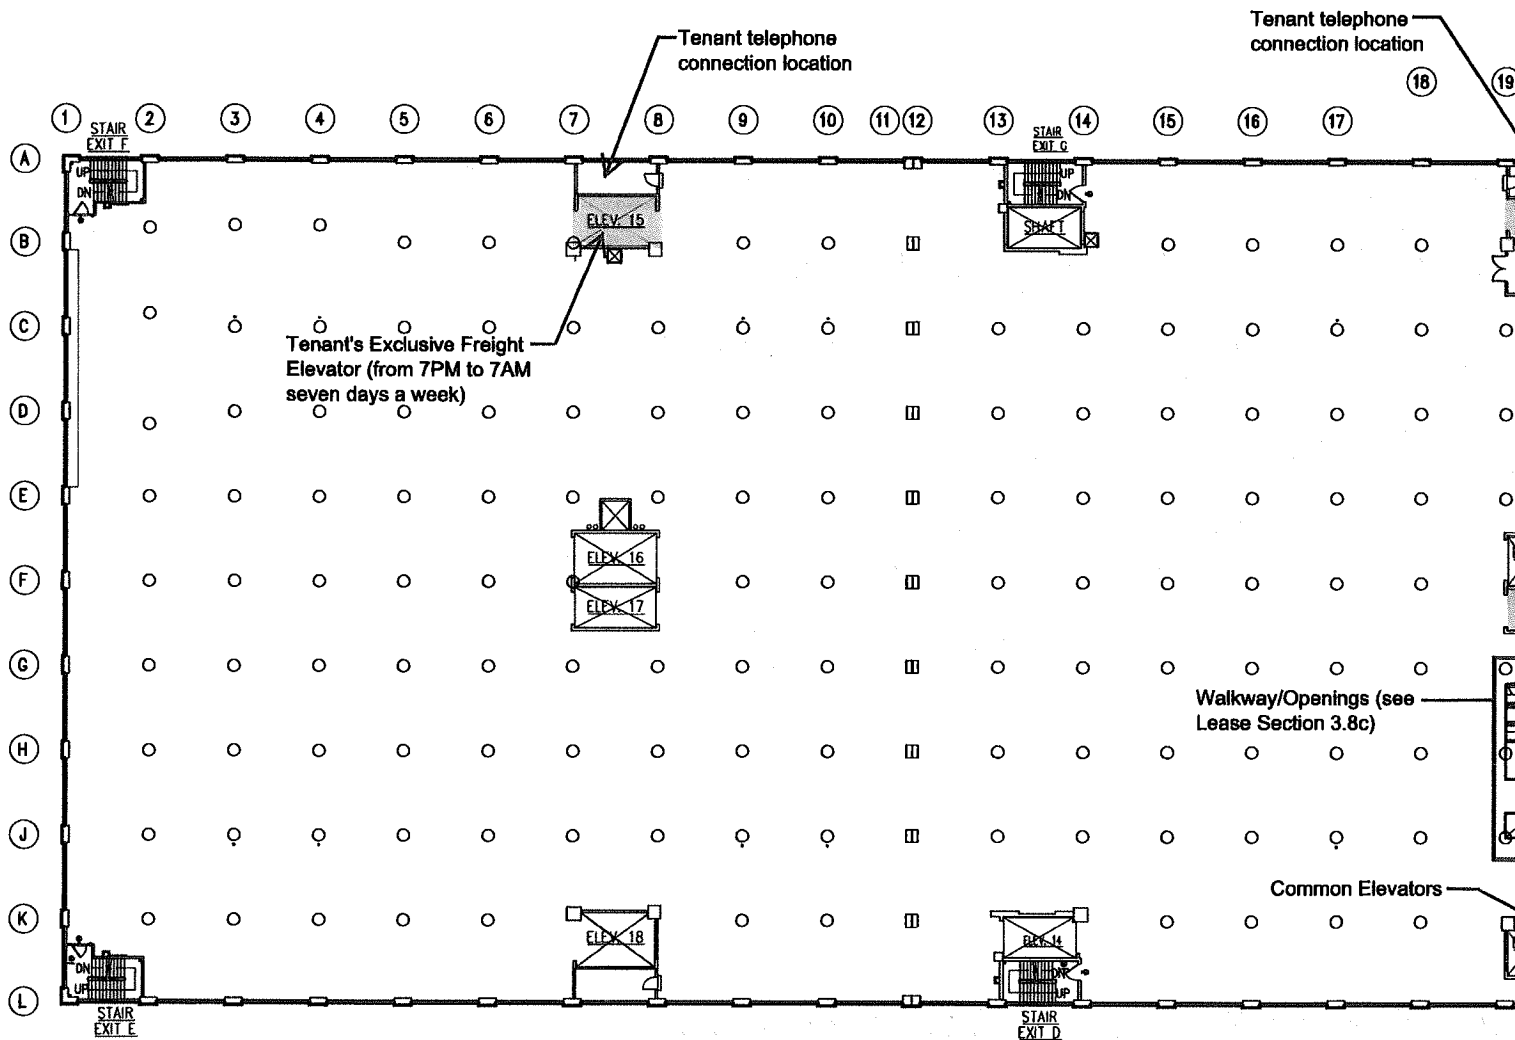 Tenant telephone
connection location
Tenant telephone
connection location
18
19
1
2
3
4
5
6
7
8
9
10
11
12
13
14
15
16
17
STAIR
EXIT F
STAIR
EXIT G
A
UP
DN
UP
DN
B
ELEV. 15
SHAFT
C
Tenant's Exclusive Freight
Elevator (from 7PM to 7AM
seven days a week)
D
E
ELEV. 16
F
ELEV. 17
G
Walkway/Openings (see
Lease Section 3.8c)
H
J
Common Elevators
K
ELEV. 18
ELEV. 14
DN
UP
DN
UP
L
STAIR
EXIT E
STAIR
EXIT D